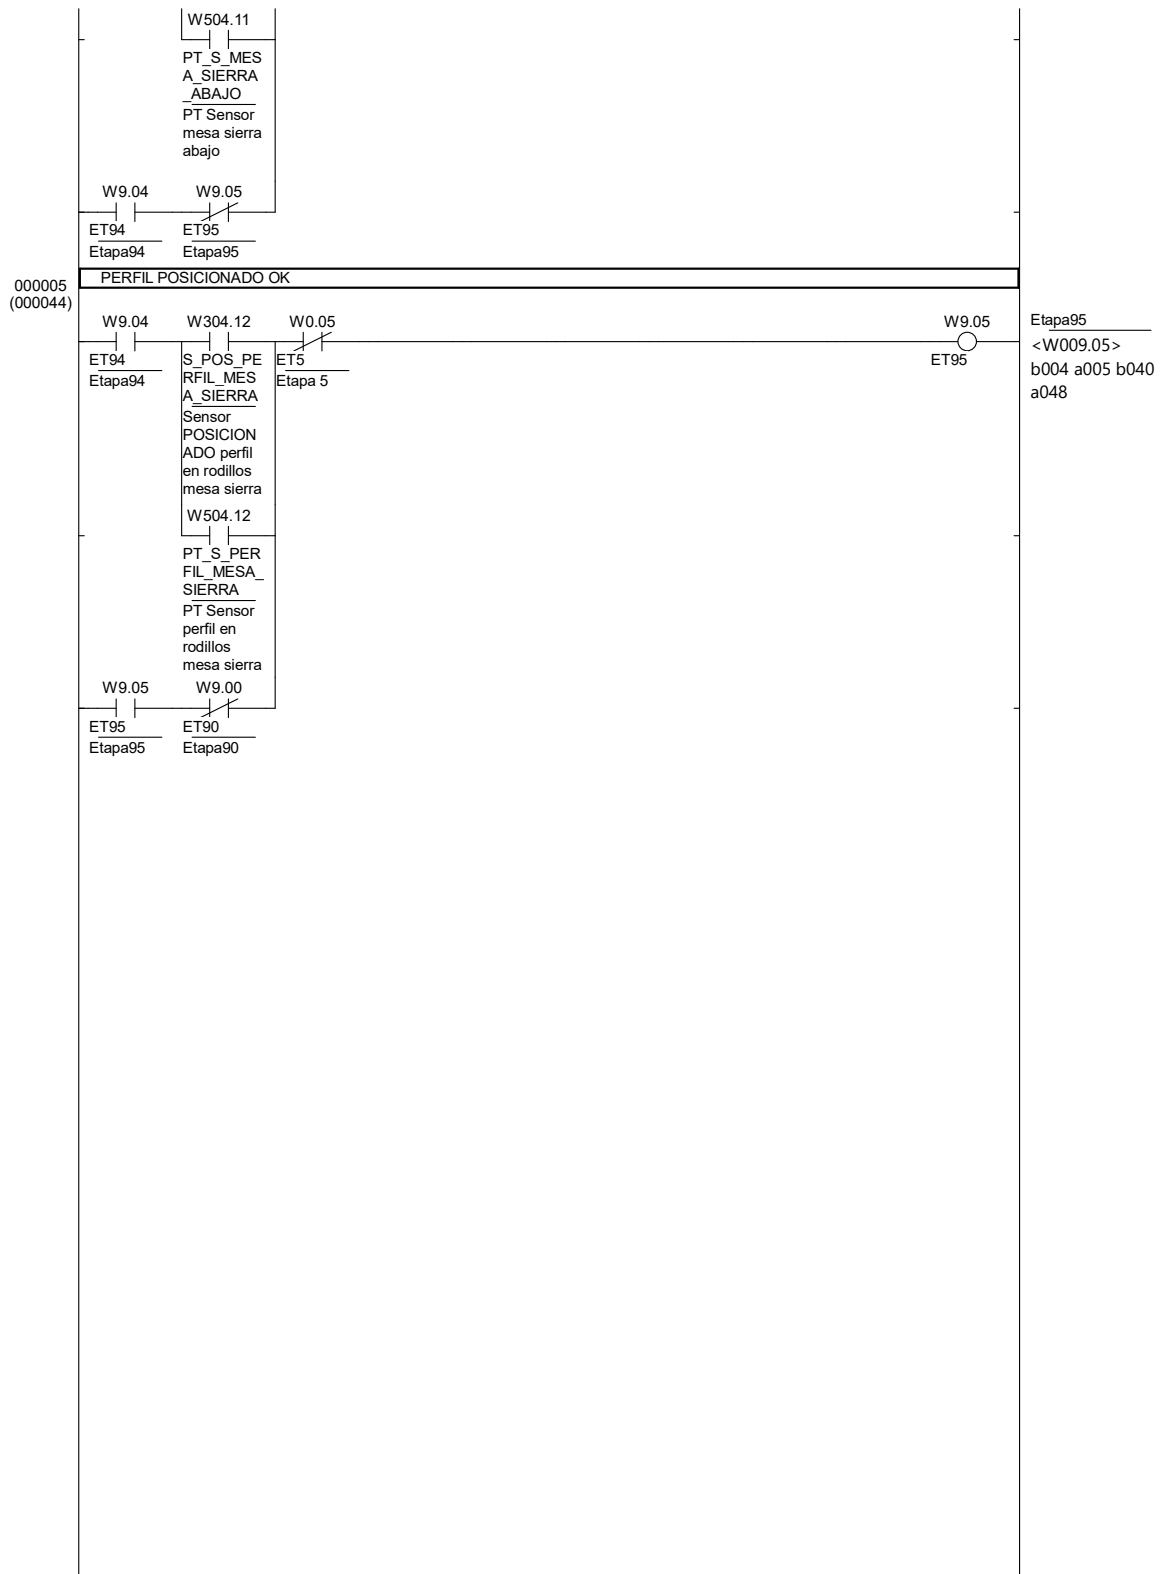 W504.11
PT_S_MES
A_SIERRA
_ABAJO
PT Sensor
mesa sierra
abajo
W9.04 W9.05
ET94 ET95
Etapa94 Etapa95
000005
(000044)
PERFIL POSICIONADO OK
W9.04 W304.12 W0.05 W9.05
ET94 S_POS_PE ET5 ET95
Etapa94 RFIL_MES Etapa 5
A_SIERRA
Sensor
POSICION
ADO perfil
en rodillos
mesa sierra
Etapa95
<W009.05>
b004 a005 b040
a048
W504.12
PT_S_PER
FIL_MESA_
SIERRA
PT Sensor
perfil en
rodillos
mesa sierra
W9.05 W9.00
ET95 ET90
Etapa95 Etapa90